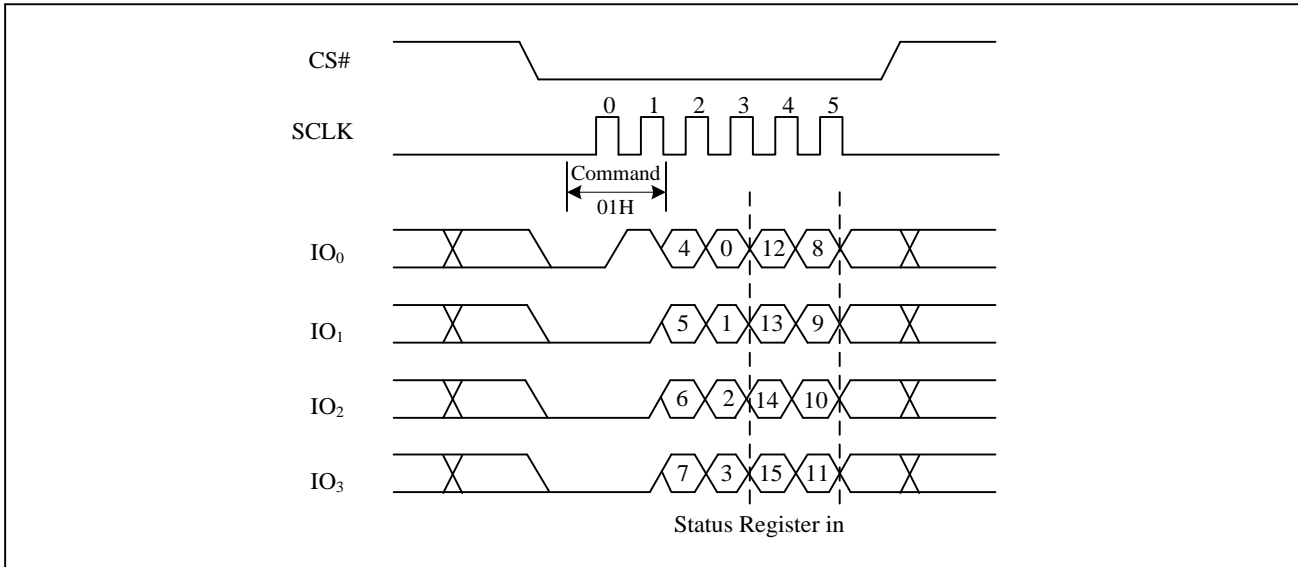 CS#
0 1 2 3 4 5
SCLK
Command
01H
IO0 4 0 12 8
IO1 5 1 13 9
IO2 6 2 14 10
IO3 7 3 15 11
Status Register in